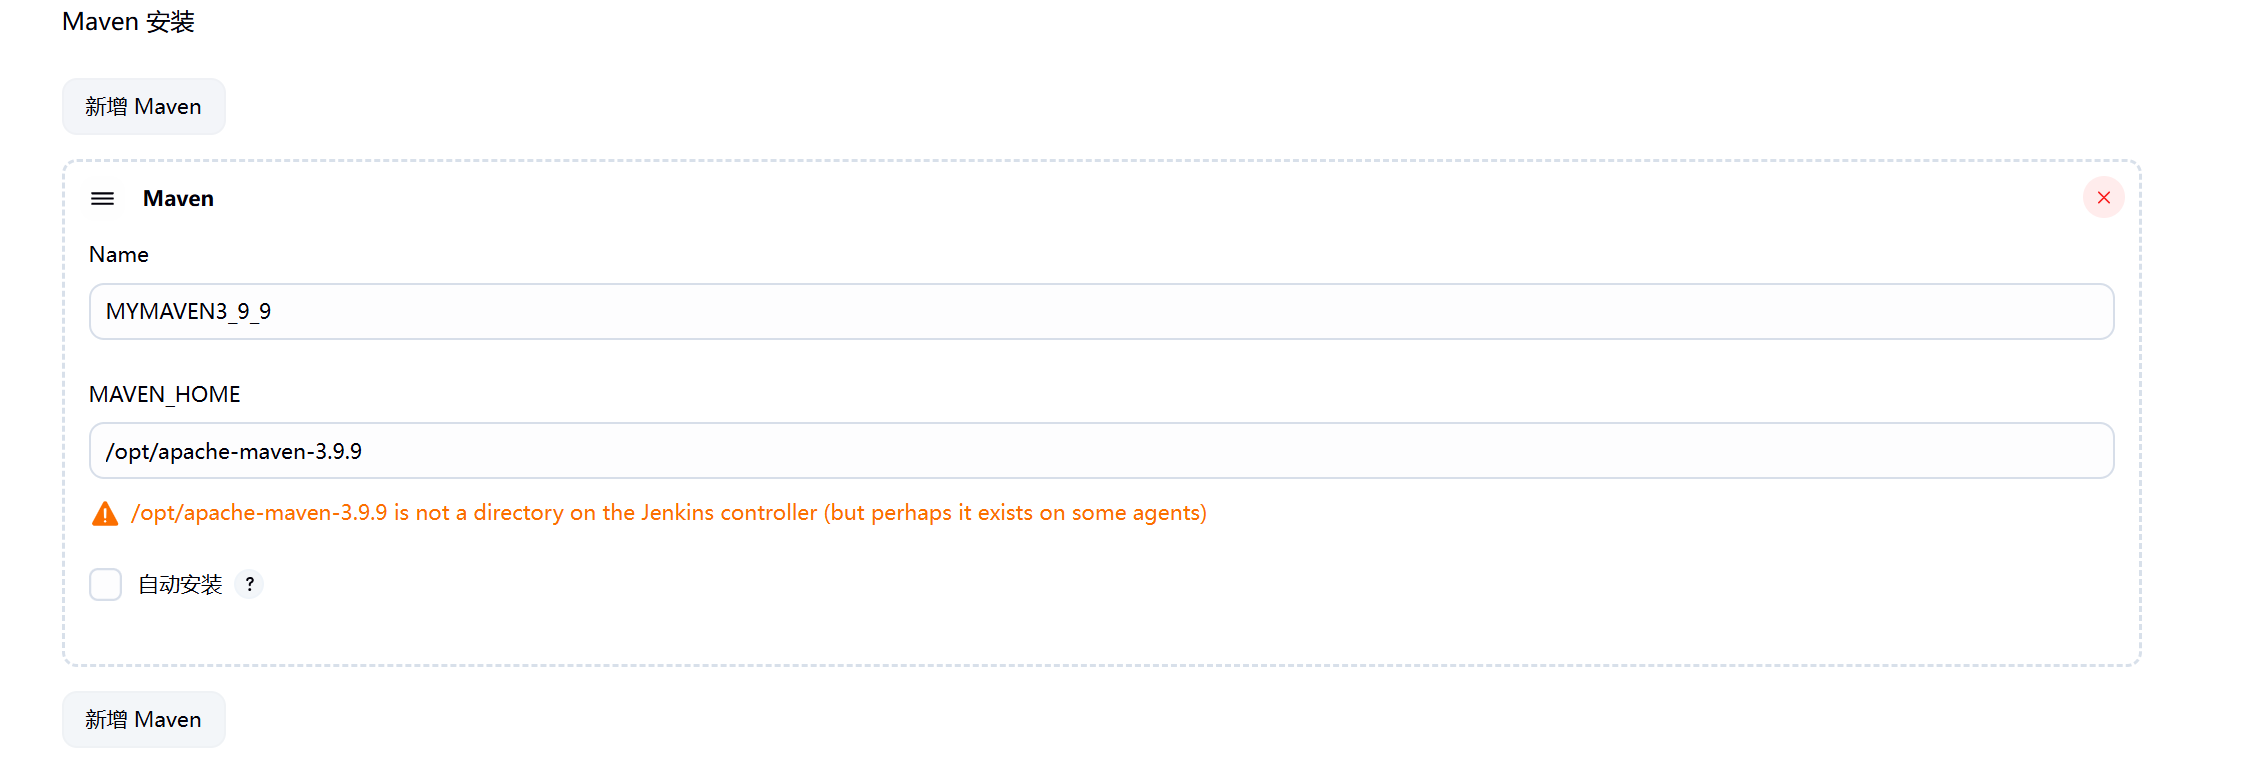 Maven 安装
新增 Maven
Maven
Name
MYMAVEN3_9_9
MAVEN_HOME
/opt/apache-maven-3.9.9
/opt/apache-maven-3.9.9 is not a directory on the Jenkins controller (but perhaps it exists on some agents)
自动安装 ?
新增 Maven